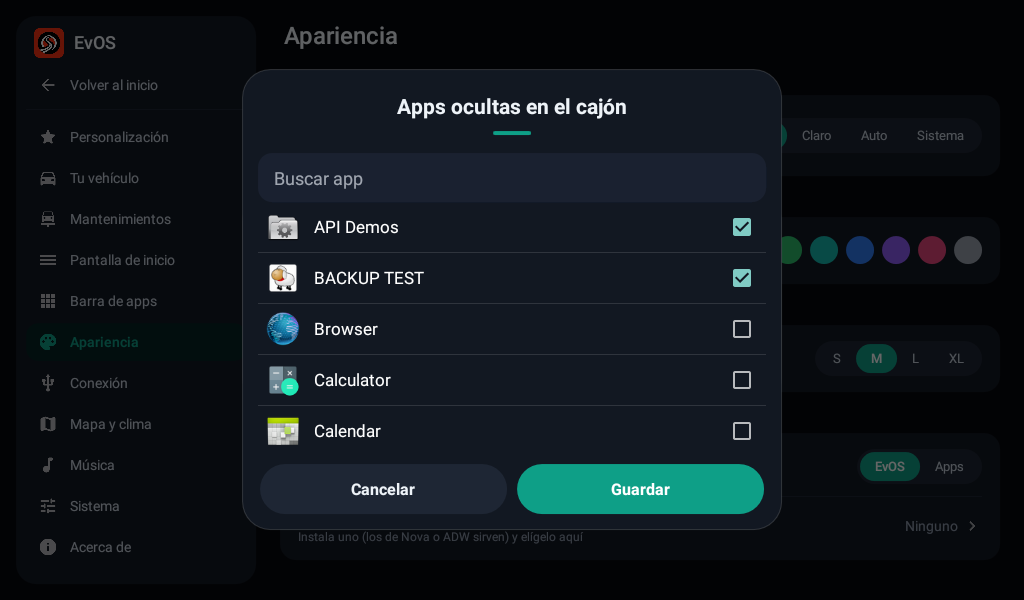 EvOS
Volver al inicio
Personalización
Tu vehículo
Mantenimientos
Pantalla de inicio
Barra de apps
Apariencia
Conexión
Mapa y clima
Música
Sistema
Acerca de
Apariencia
Claro Auto Sistema
S M L XL
EvOS Apps
Ninguno
Instala uno (los de Nova o ADW sirven) y elígelo aquí
Apps ocultas en el cajón
Buscar app
API Demos
BACKUP TEST
Browser
Calculator
Calendar
Cancelar Guardar